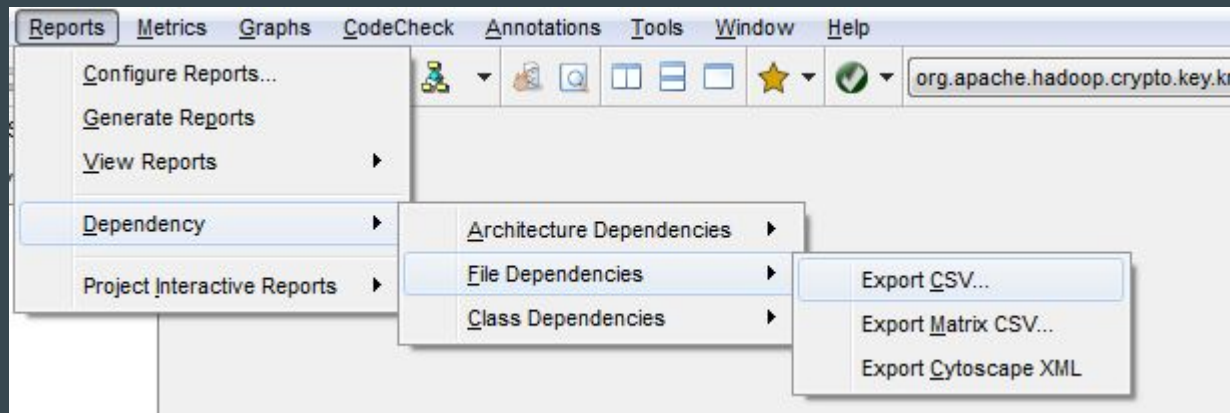 Reports Metrics Graphs CodeCheck Annotations Tools Window Help
Configure Reports...
org.apache.hadoop.crypto.key.k
Generate Reports
View Reports
Dependency
Architecture Dependencies
File Dependencies
Export CSV...
Project Interactive Reports
Class Dependencies
Export Matrix CSV...
Export Cytoscape XML